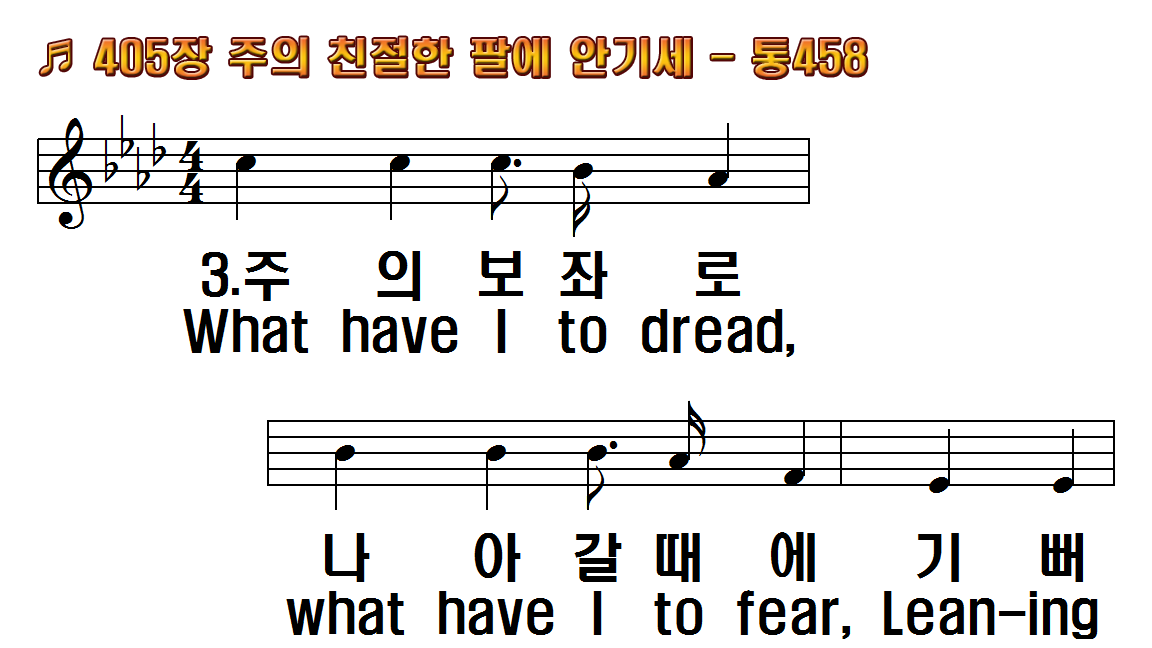 ♬ 405장 주의 친절한 팔에 안기세 - 통458
4
4
3.주 의 보 좌 로
What have I to dread,
나 아 갈 때 에 기 뻐
what have I to fear, Lean-ing